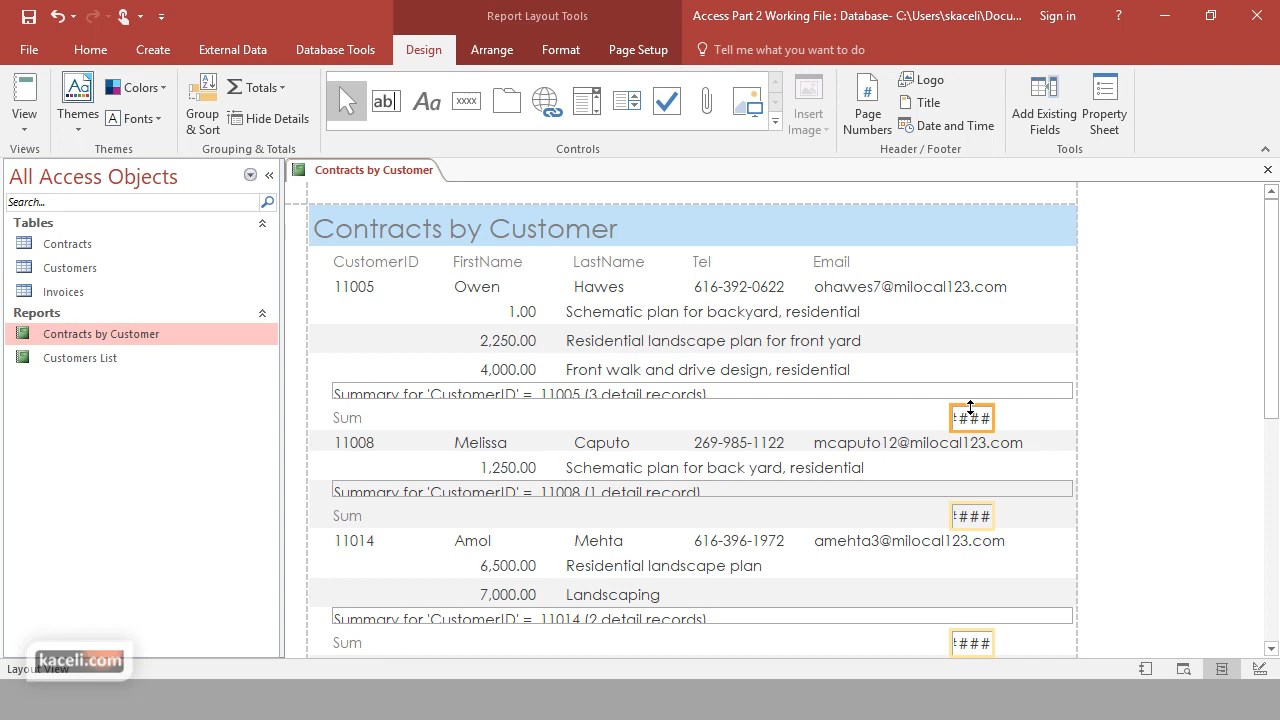 Report Layout Tools
Access Part 2 Working File : Database- C:\Users\skaceli\Docu...
Sign in
?
File
Home
Create
External Data
Database Tools
Design
Arrange
Format
Page Setup
Tell me what you want to do
View
Views
Themes
Colors
Fonts
Themes
Group & Sort
Totals
Hide Details
Grouping & Totals
ab
Aa
xxxx
Controls
Insert Image
Page Numbers
Logo
Title
Date and Time
Header / Footer
Add Existing Fields
Property Sheet
Tools
All Access Objects
Search...
Tables
Contracts
Customers
Invoices
Reports
Contracts by Customer
Customers List
Contracts by Customer
Contracts by Customer
CustomerID FirstName LastName Tel Email
11005 Owen Hawes 616-392-0622 ohawes7@milocal123.com
1.00 Schematic plan for backyard, residential
2,250.00 Residential landscape plan for front yard
4,000.00 Front walk and drive design, residential
Summary for 'CustomerID' = 11005 (3 detail records)
Sum ####
11008 Melissa Caputo 269-985-1122 mcaputo12@milocal123.com
1,250.00 Schematic plan for back yard, residential
Summary for 'CustomerID' = 11008 (1 detail record)
Sum ####
11014 Amol Mehta 616-396-1972 amehta3@milocal123.com
6,500.00 Residential landscape plan
7,000.00 Landscaping
Summary for 'CustomerID' = 11014 (2 detail records)
Sum ####
kaceli.com
Layout View